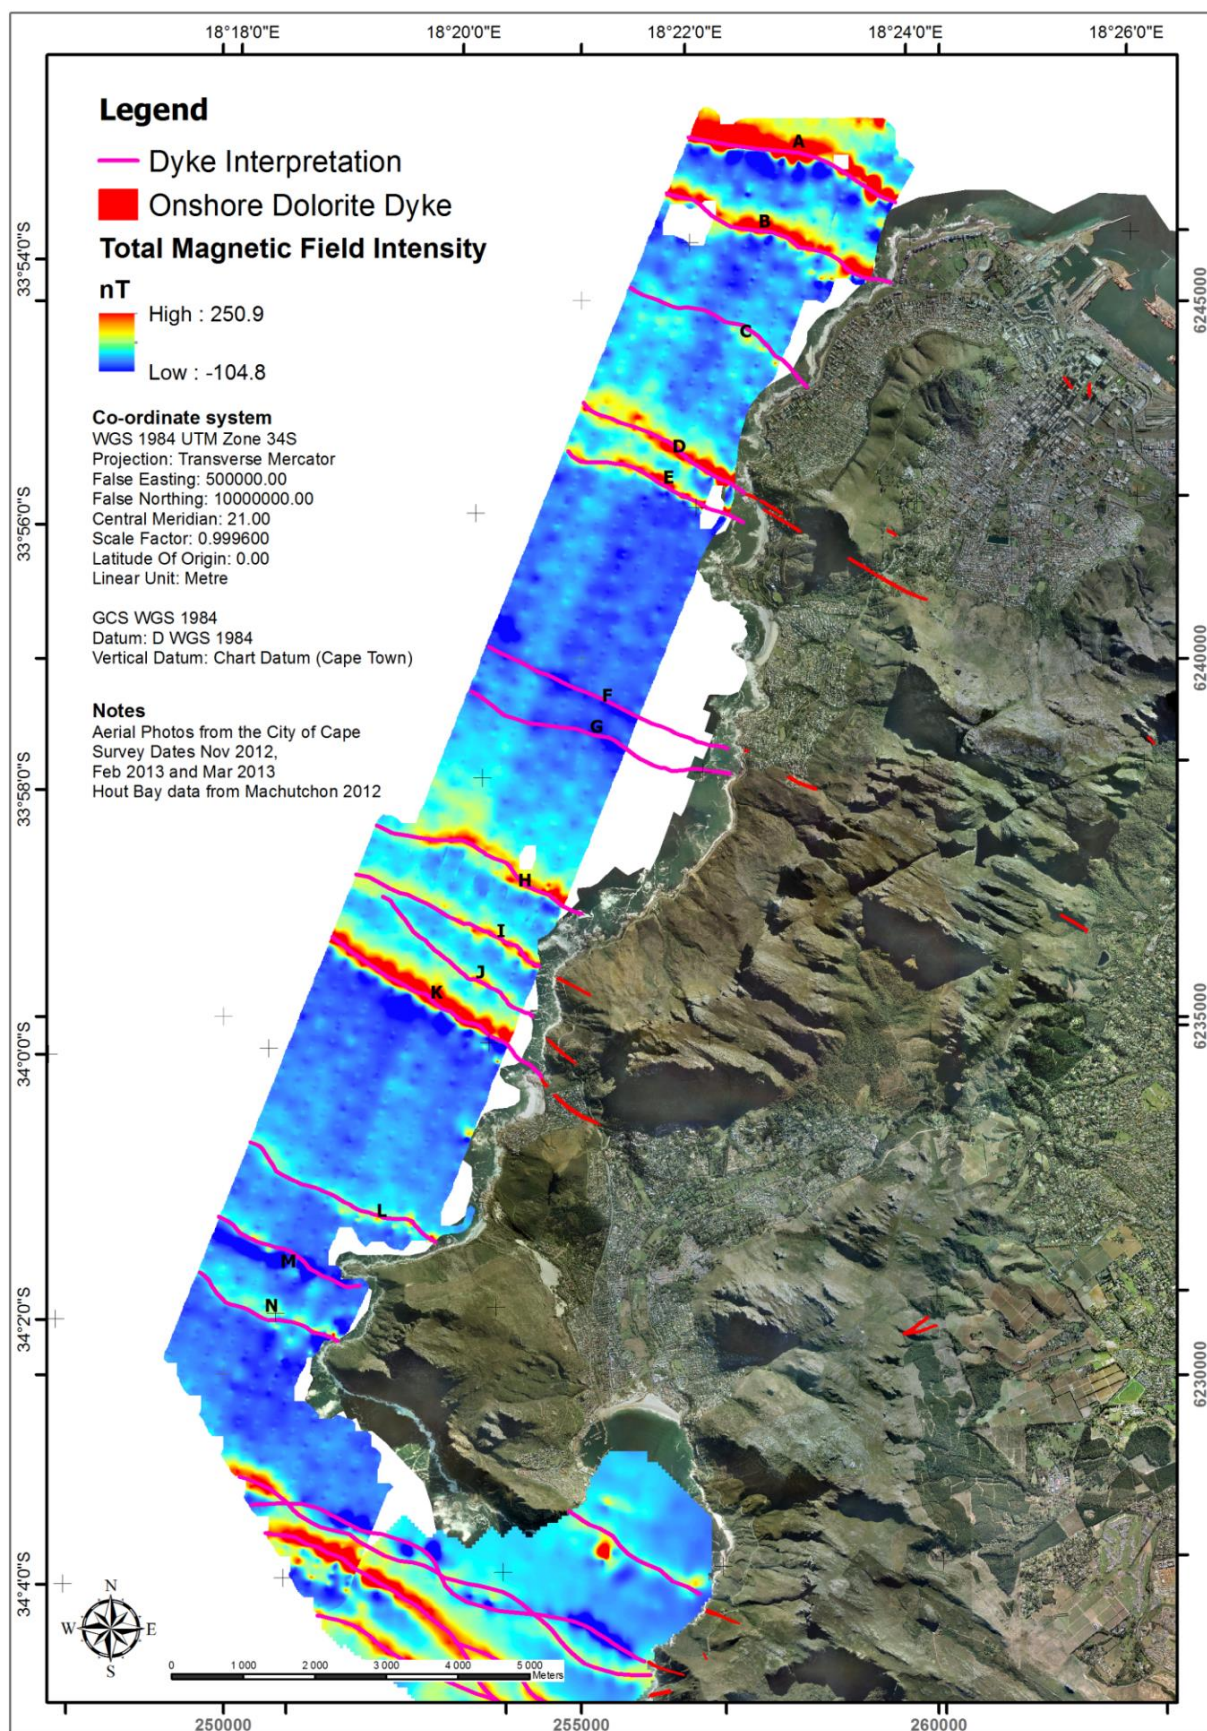 18°18'0"E
18°20'0"E
18°22'0"E
18°24'0"E
18°26'0"E
Legend
Dyke Interpretation
Onshore Dolorite Dyke
Total Magnetic Field Intensity
nT
High : 250.9
Low : -104.8
Co-ordinate system
WGS 1984 UTM Zone 34S
Projection: Transverse Mercator
False Easting: 500000.00
False Northing: 10000000.00
Central Meridian: 21.00
Scale Factor: 0.999600
Latitude Of Origin: 0.00
Linear Unit: Metre
GCS WGS 1984
Datum: D WGS 1984
Vertical Datum: Chart Datum (Cape Town)
Notes
Aerial Photos from the City of Cape
Survey Dates Nov 2012,
Feb 2013 and Mar 2013
Hout Bay data from Machutchon 2012
A
B
C
D
E
F
G
H
I
J
K
L
M
N
33°54'0"S
33°56'0"S
33°58'0"S
34°0'0"S
34°2'0"S
34°4'0"S
6245000
6240000
6235000
6230000
N
W
E
S
0
1 000
2 000
3 000
4 000
5 000
Meters
250000
255000
260000